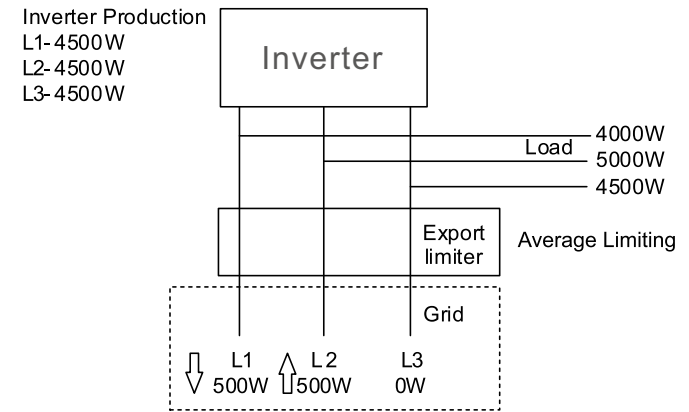 Inverter Production
L1-4500W
L2-4500W
L3-4500W
Inverter
4000W
Load
5000W
4500W
Export
limiter
Average Limiting
Grid
L1 L2 L3
500W 500W 0W